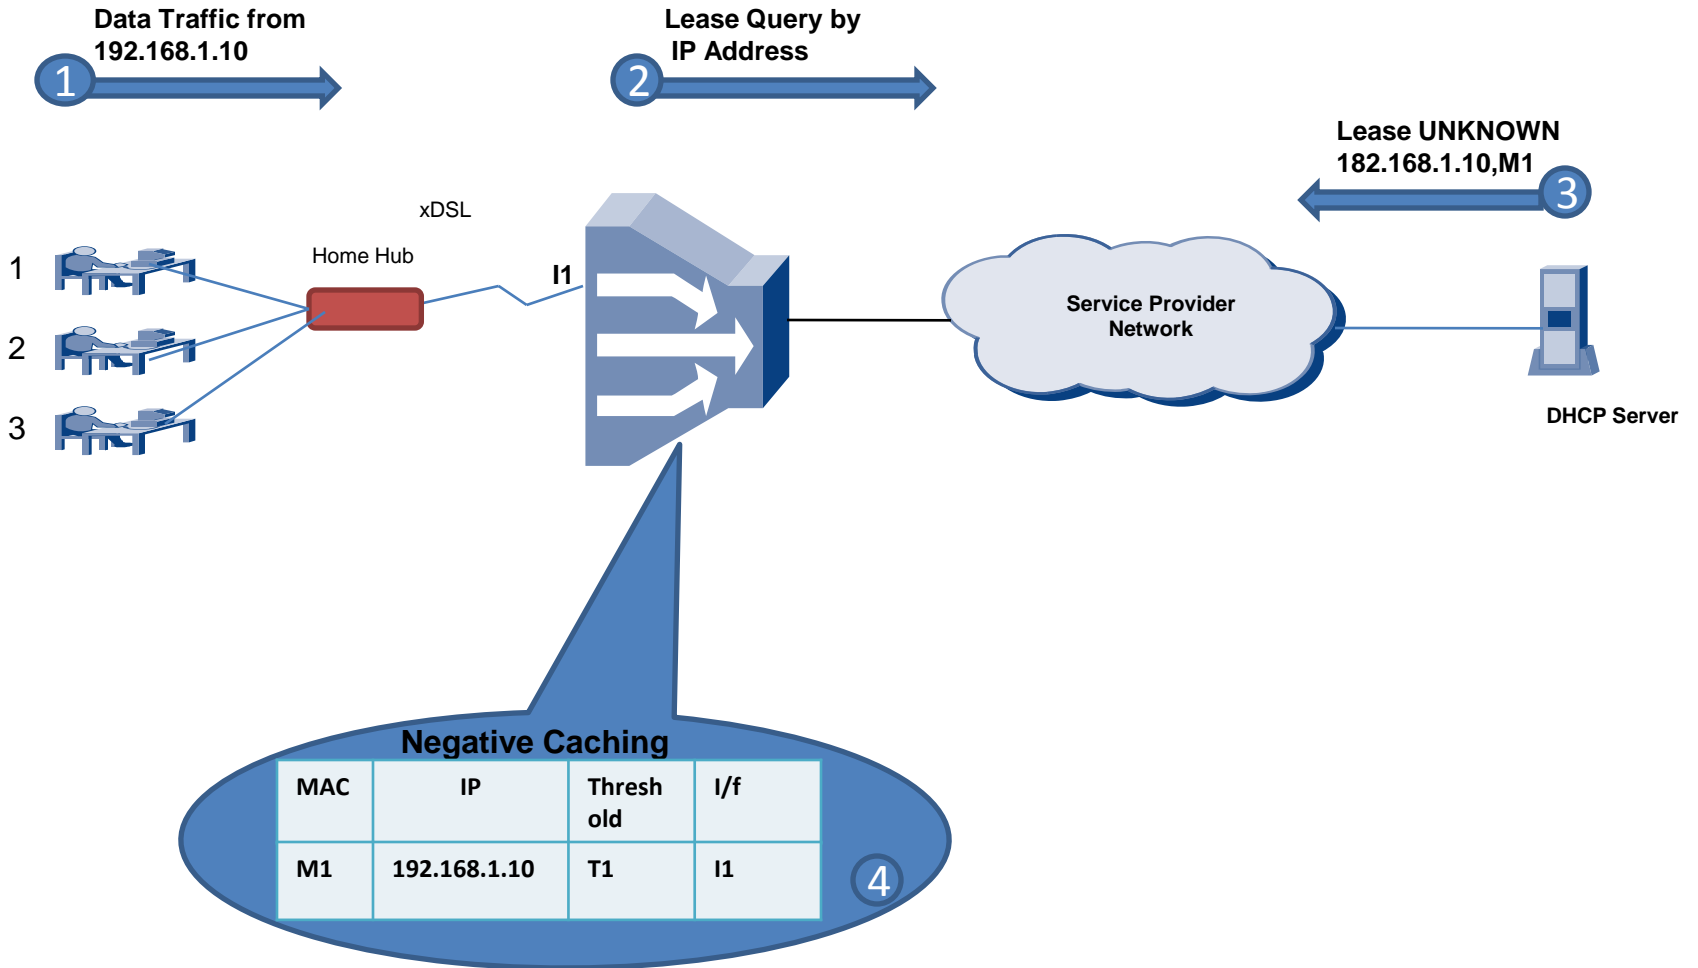 Data Traffic from
192.168.1.10
1
Lease Query by
IP Address
2
Lease UNKNOWN
182.168.1.10,M1
3
xDSL
Home Hub
I1
1
2
3
Service Provider
Network
DHCP Server
Negative Caching
MAC IP Thresh I/f
old
M1 192.168.1.10 T1 I1
4